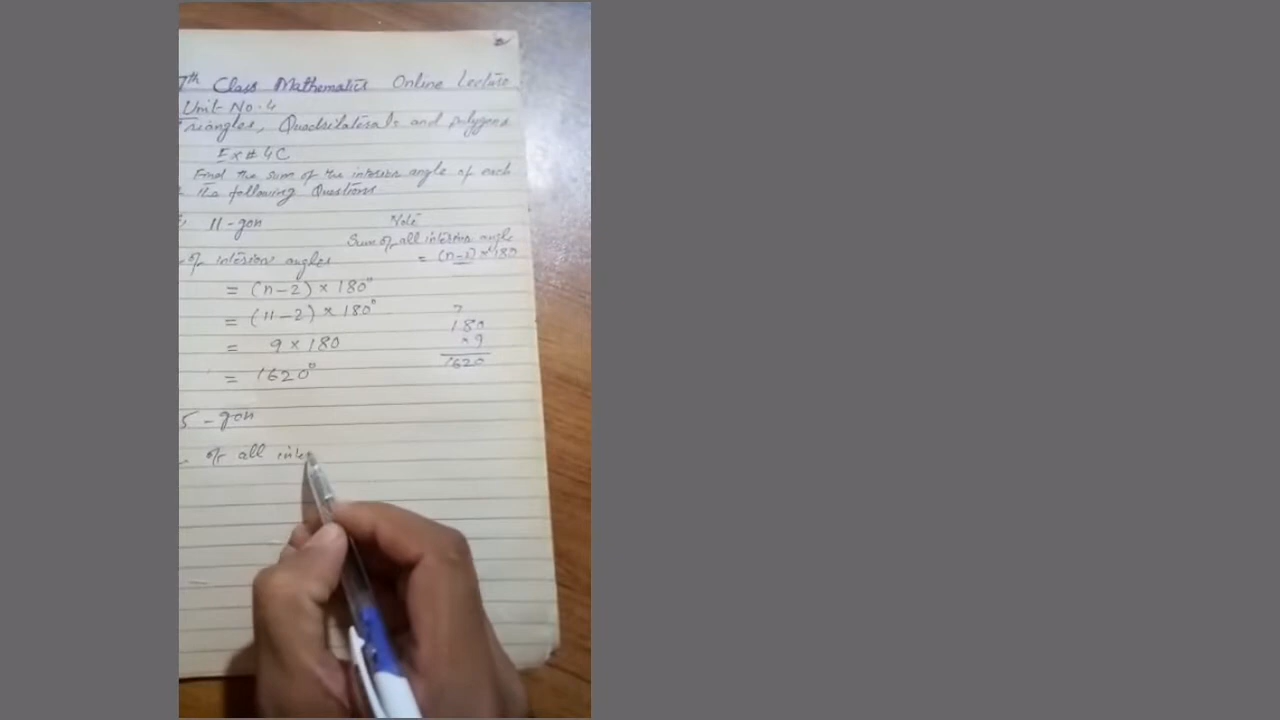 7th Class Mathematics Online Lecture
Unit No. 4
Triangles, Quadrilaterals and polygons
Ex # 4C
Find the sum of the interior angle of each
the following Questions
11-gon
Note
Sum of all interior angle
= (n-2) × 180
of interior angles
= (n-2) × 180°
= (11-2) × 180°
= 9 × 180
= 1620°
7
180
×9
1620
5-gon
of all inte